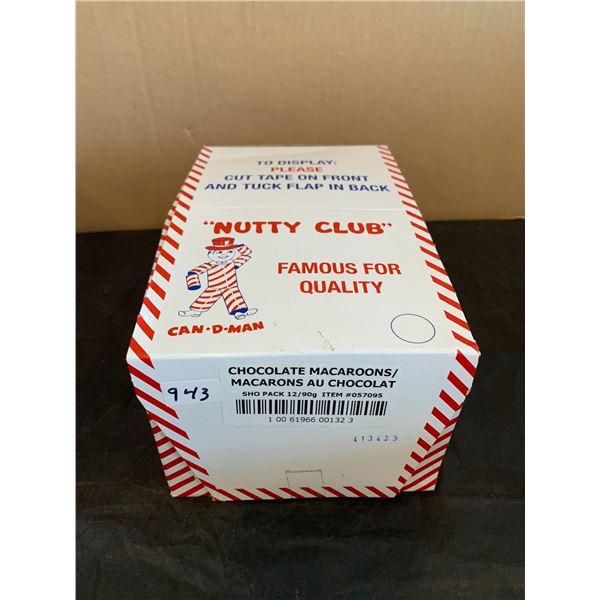 TO DISPLAY:
PLEASE
CUT TAPE ON FRONT
AND TUCK FLAP IN BACK
"NUTTY CLUB"
FAMOUS FOR
QUALITY
CAN-D-MAN
943
CHOCOLATE MACAROONS/
MACARONS AU CHOCOLAT
SHO PACK 12/90g ITEM #057095
1 00 61966 00132 3
413423